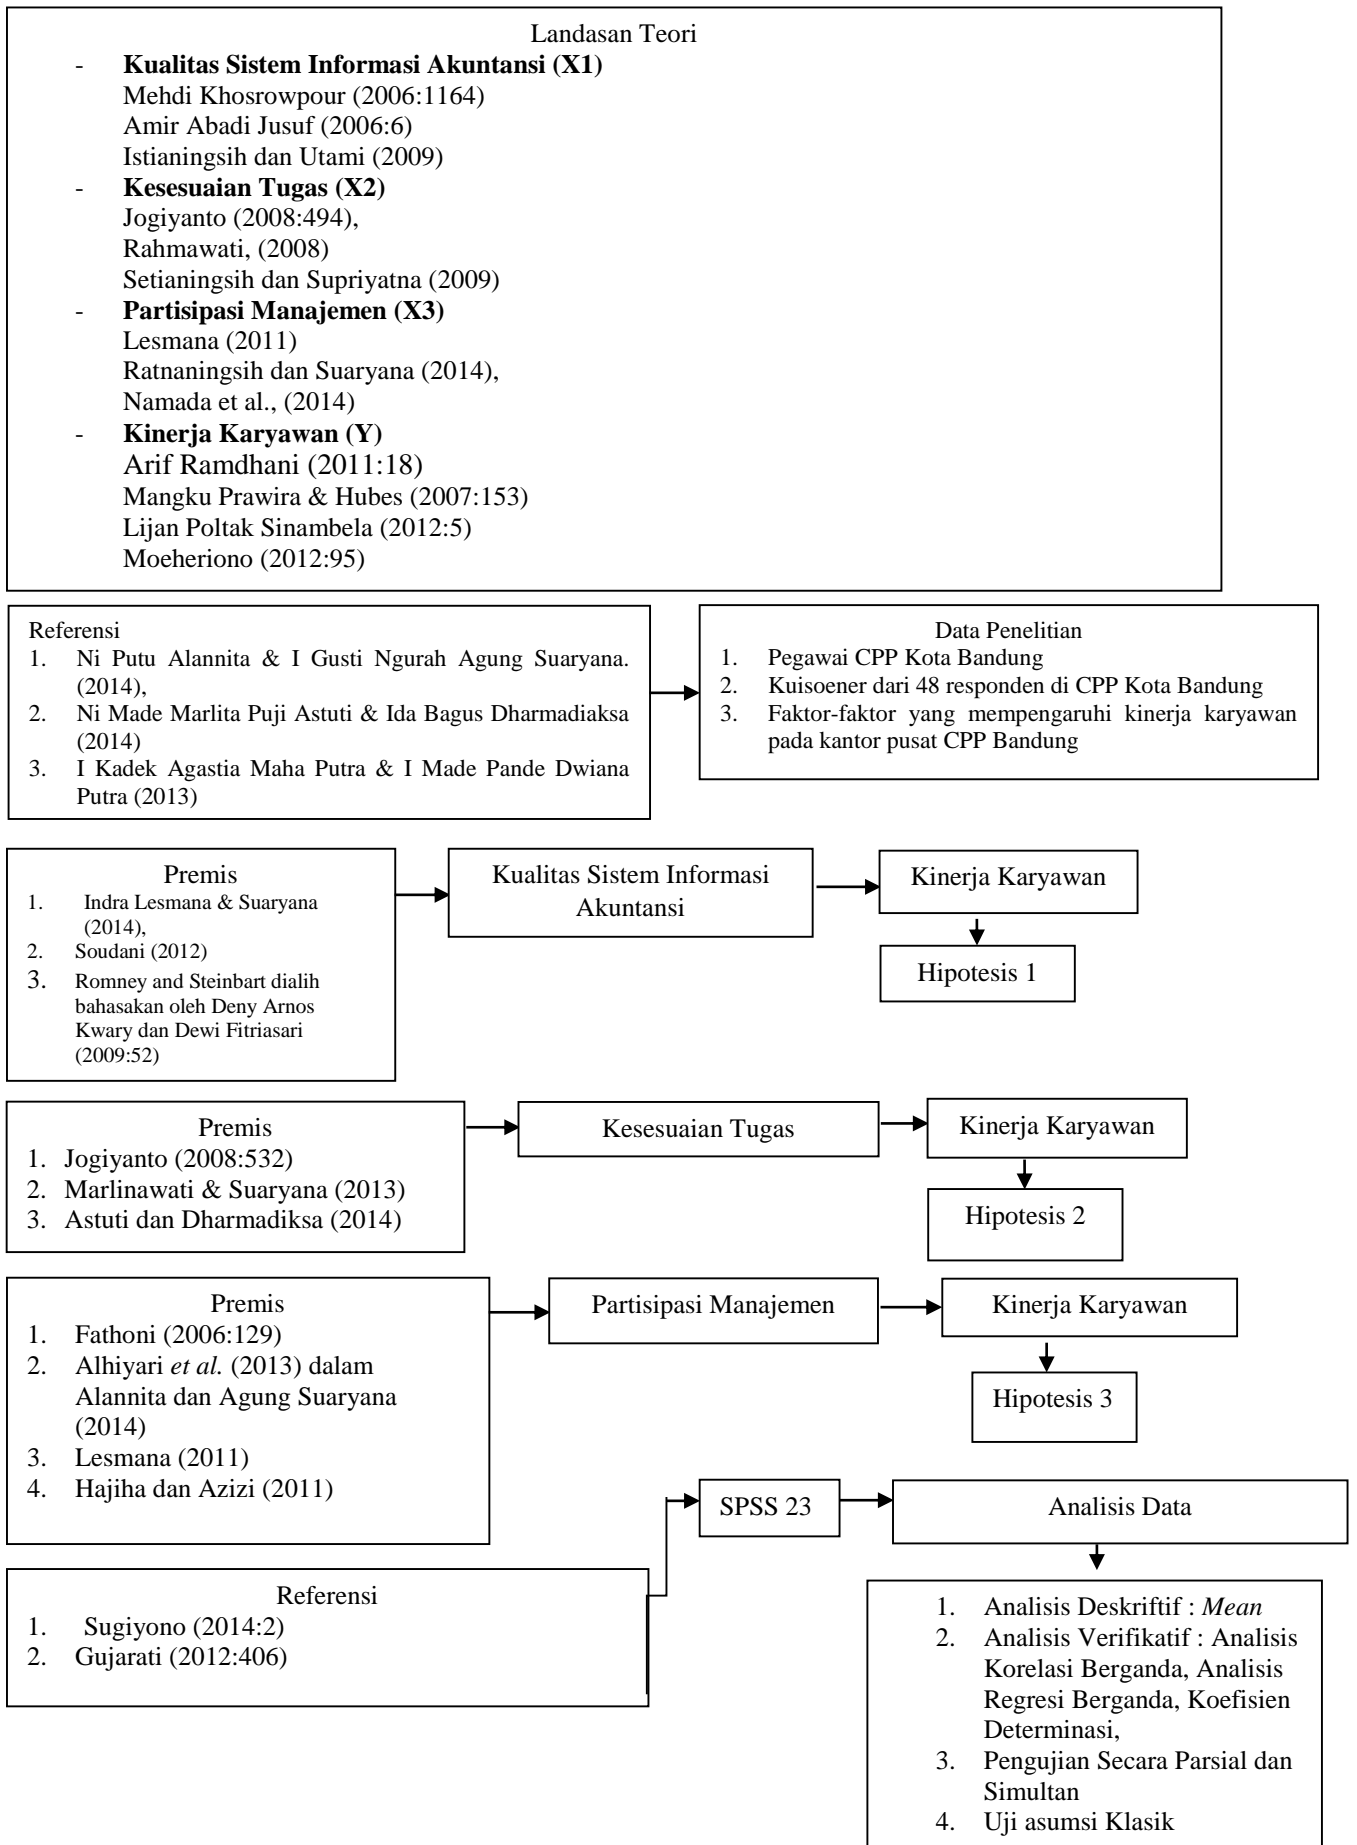 Landasan Teori
- Kualitas Sistem Informasi Akuntansi (X1)
Mehdi Khosrowpour (2006:1164)
Amir Abadi Jusuf (2006:6)
Istianingsih dan Utami (2009)
- Kesesuaian Tugas (X2)
Jogiyanto (2008:494),
Rahmawati, (2008)
Setianingsih dan Supriyatna (2009)
- Partisipasi Manajemen (X3)
Lesmana (2011)
Ratnaningsih dan Suaryana (2014),
Namada et al., (2014)
- Kinerja Karyawan (Y)
Arif Ramdhani (2011:18)
Mangku Prawira & Hubes (2007:153)
Lijan Poltak Sinambela (2012:5)
Moeheriono (2012:95)
Referensi
1. Ni Putu Alannita & I Gusti Ngurah Agung Suaryana.
(2014),
2. Ni Made Marlita Puji Astuti & Ida Bagus Dharmadiaksa
(2014)
3. I Kadek Agastia Maha Putra & I Made Pande Dwiana
Putra (2013)
Data Penelitian
1. Pegawai CPP Kota Bandung
2. Kuisoener dari 48 responden di CPP Kota Bandung
3. Faktor-faktor yang mempengaruhi kinerja karyawan
pada kantor pusat CPP Bandung
Premis
1. Indra Lesmana & Suaryana
(2014),
2. Soudani (2012)
3. Romney and Steinbart dialih
bahasakan oleh Deny Arnos
Kwary dan Dewi Fitriasari
(2009:52)
Kualitas Sistem Informasi
Akuntansi
Kinerja Karyawan
Hipotesis 1
Premis
1. Jogiyanto (2008:532)
2. Marlinawati & Suaryana (2013)
3. Astuti dan Dharmadiksa (2014)
Kesesuaian Tugas
Kinerja Karyawan
Hipotesis 2
Premis
1. Fathoni (2006:129)
2. Alhiyari et al. (2013) dalam
Alannita dan Agung Suaryana
(2014)
3. Lesmana (2011)
4. Hajiha dan Azizi (2011)
Partisipasi Manajemen
Kinerja Karyawan
Hipotesis 3
Referensi
1. Sugiyono (2014:2)
2. Gujarati (2012:406)
SPSS 23
Analisis Data
1. Analisis Deskriftif : Mean
2. Analisis Verifikatif : Analisis
Korelasi Berganda, Analisis
Regresi Berganda, Koefisien
Determinasi,
3. Pengujian Secara Parsial dan
Simultan
4. Uji asumsi Klasik